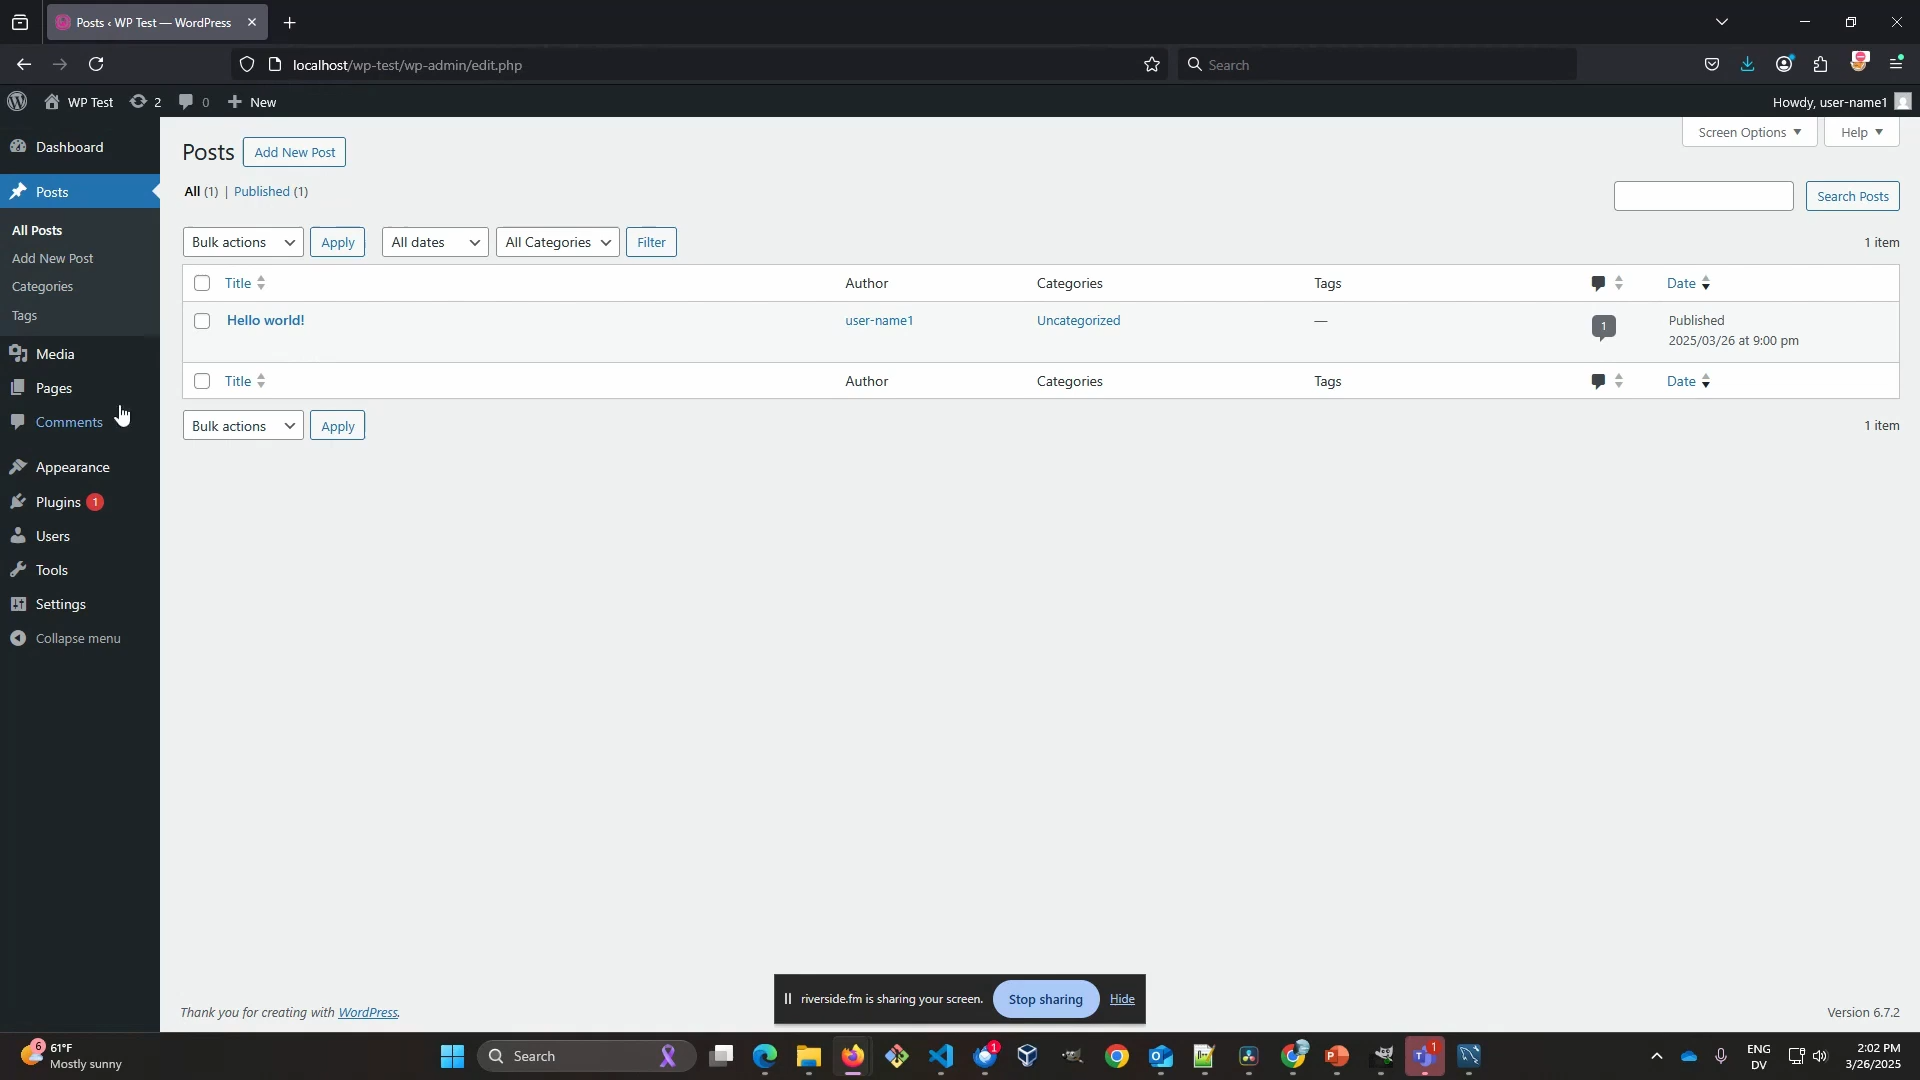 Posts ‹ WP Test — WordPress
localhost/wp-test/wp-admin/edit.php
Search
WP Test
2
0
New
Howdy, user-name1
Dashboard
Posts
All Posts
Add New Post
Categories
Tags
Media
Pages
Comments
Appearance
Plugins 1
Users
Tools
Settings
Collapse menu
Screen Options
Help
Posts
Add New Post
All (1) | Published (1)
Search Posts
Bulk actions
Apply
All dates
All Categories
Filter
1 item
Title
Author
Categories
Tags
Date
Hello world!
user-name1
Uncategorized
—
1
Published
2025/03/26 at 9:00 pm
Title
Author
Categories
Tags
Date
Bulk actions
Apply
1 item
riverside.fm is sharing your screen.
Stop sharing
Hide
Thank you for creating with WordPress.
Version 6.7.2
6
61°F
Mostly sunny
Search
1
1
ENG
DV
2:02 PM
3/26/2025